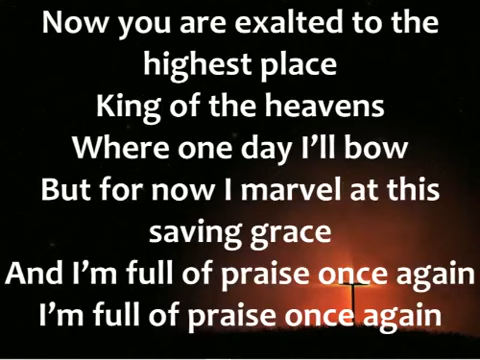 Now you are exalted to the
highest place
King of the heavens
Where one day I’ll bow
But for now I marvel at this
saving grace
And I’m full of praise once again
I’m full of praise once again